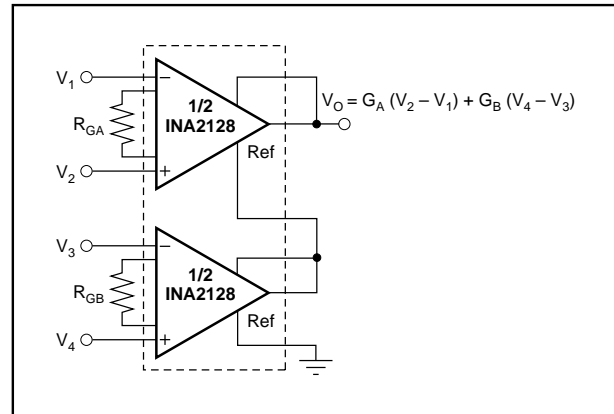 V1
−
1/2
INA2128
RGA
Ref
V2
+
VO = GA (V2 – V1) + GB (V4 – V3)
V3
−
1/2
INA2128
RGB
Ref
V4
+